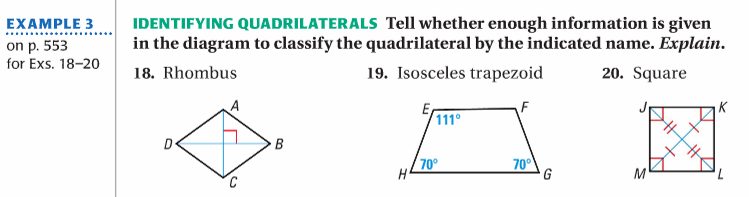 EXAMPLE 3
on p. 553
for Exs. 18–20
IDENTIFYING QUADRILATERALS Tell whether enough information is given
in the diagram to classify the quadrilateral by the indicated name. Explain.
18. Rhombus
19. Isosceles trapezoid
20. Square
A
D
B
C
E
F
111°
70°
70°
H
G
J
K
M
L